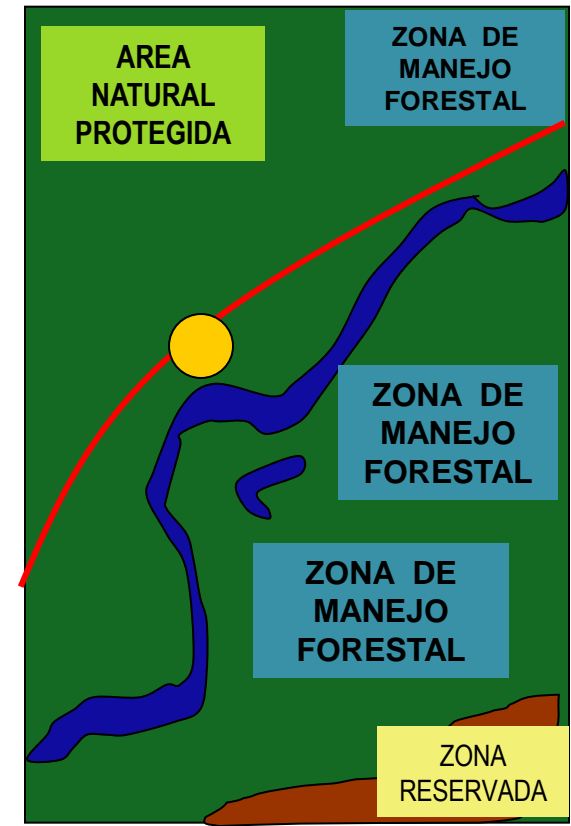 AREA
NATURAL
PROTEGIDA
ZONA DE
MANEJO
FORESTAL
ZONA DE
MANEJO
FORESTAL
ZONA DE
MANEJO
FORESTAL
ZONA
RESERVADA